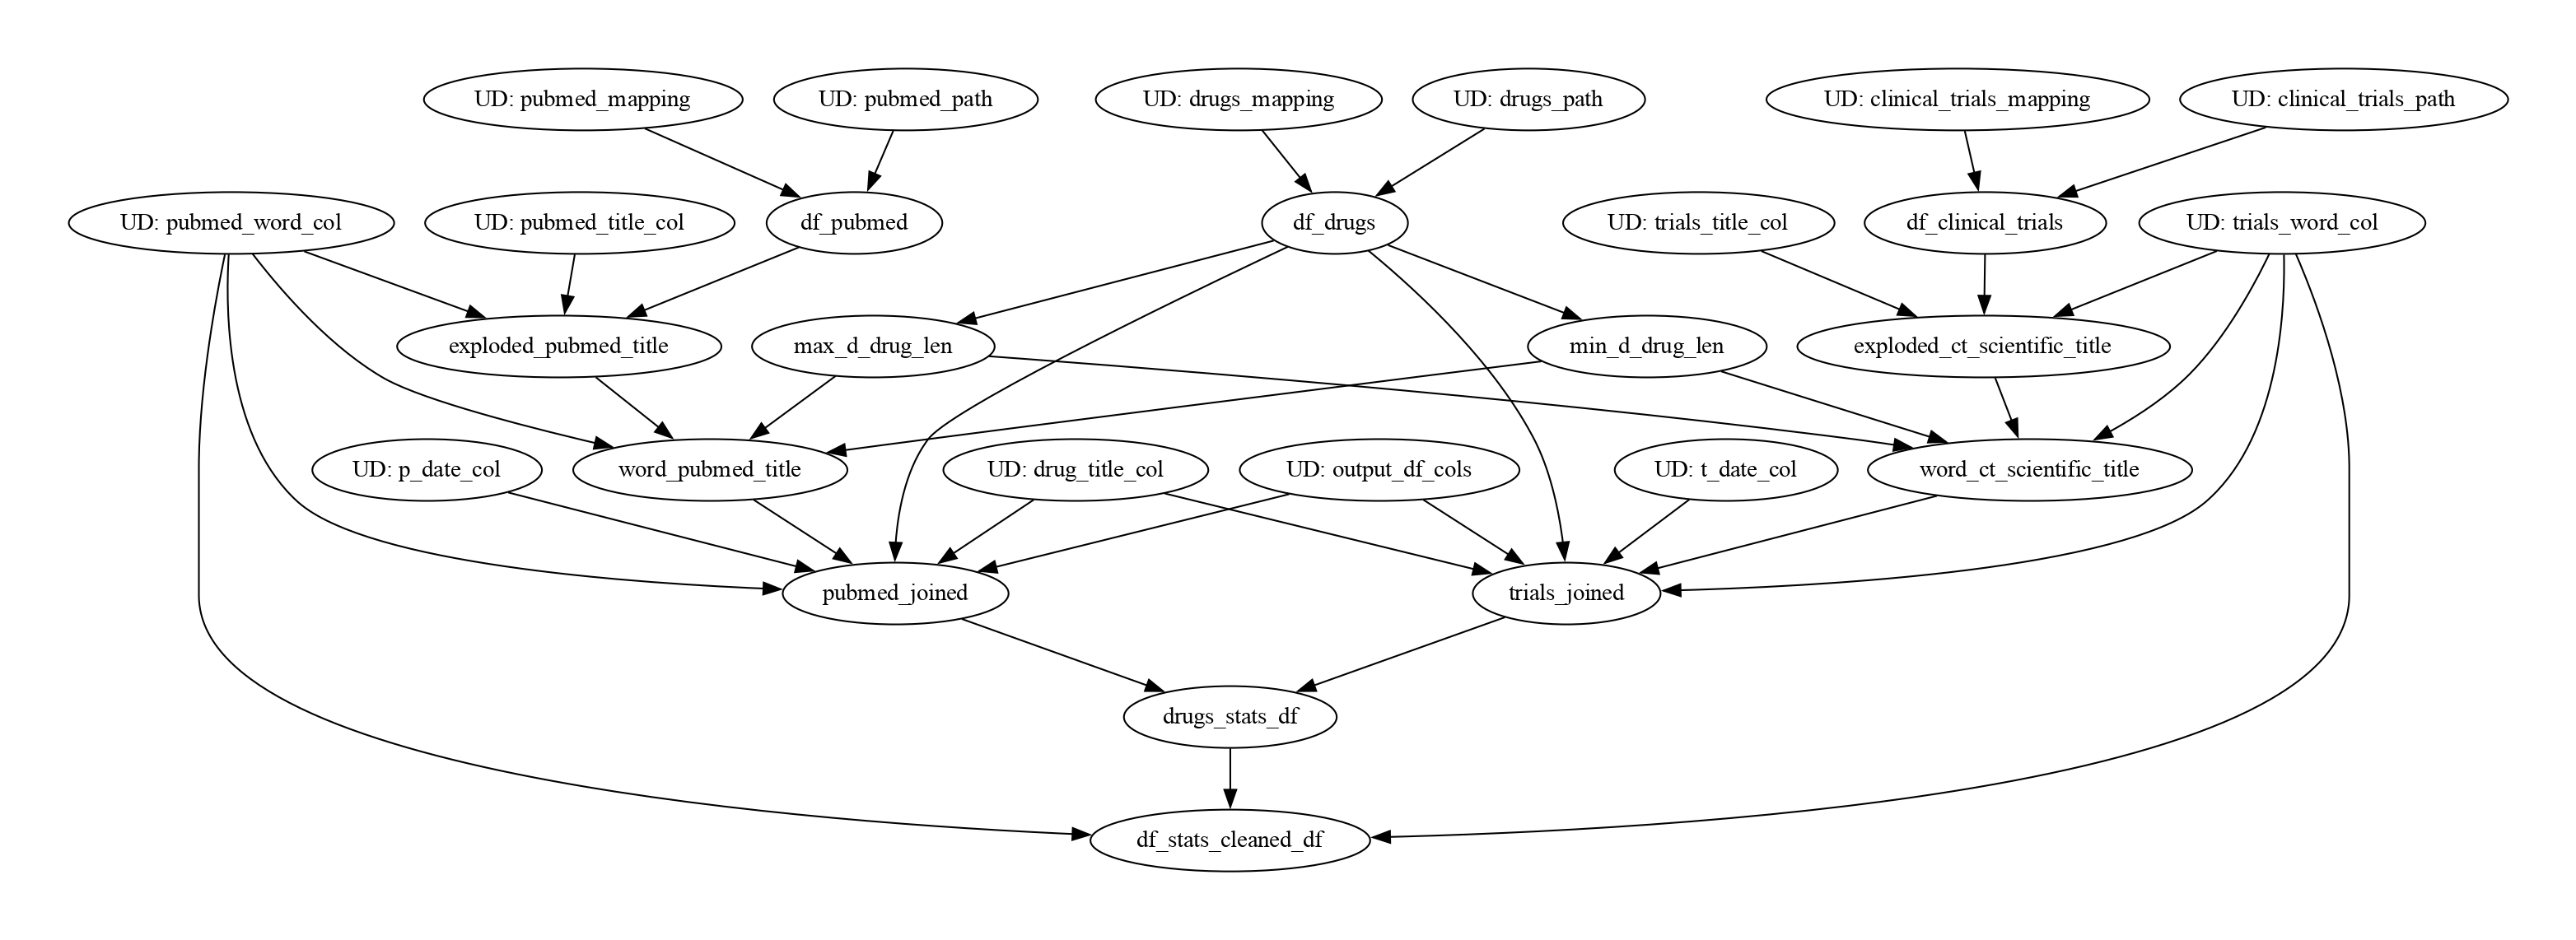 UD: pubmed_mapping
UD: pubmed_path
UD: drugs_mapping
UD: drugs_path
UD: clinical_trials_mapping
UD: clinical_trials_path
UD: pubmed_word_col
UD: pubmed_title_col
df_pubmed
df_drugs
UD: trials_title_col
df_clinical_trials
UD: trials_word_col
exploded_pubmed_title
max_d_drug_len
min_d_drug_len
exploded_ct_scientific_title
UD: p_date_col
word_pubmed_title
UD: drug_title_col
UD: output_df_cols
UD: t_date_col
word_ct_scientific_title
pubmed_joined
trials_joined
drugs_stats_df
df_stats_cleaned_df